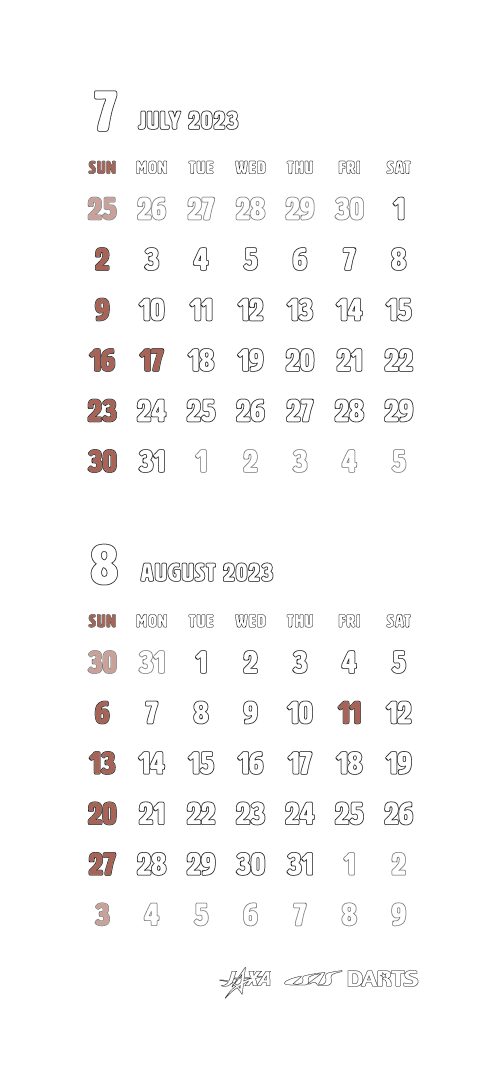 7 JULY 2023
SUN MON TUE WED THU FRI SAT
25 26 27 28 29 30 1
2 3 4 5 6 7 8
9 10 11 12 13 14 15
16 17 18 19 20 21 22
23 24 25 26 27 28 29
30 31 1 2 3 4 5
8 AUGUST 2023
SUN MON TUE WED THU FRI SAT
30 31 1 2 3 4 5
6 7 8 9 10 11 12
13 14 15 16 17 18 19
20 21 22 23 24 25 26
27 28 29 30 31 1 2
3 4 5 6 7 8 9
JAXA ISAS DARTS